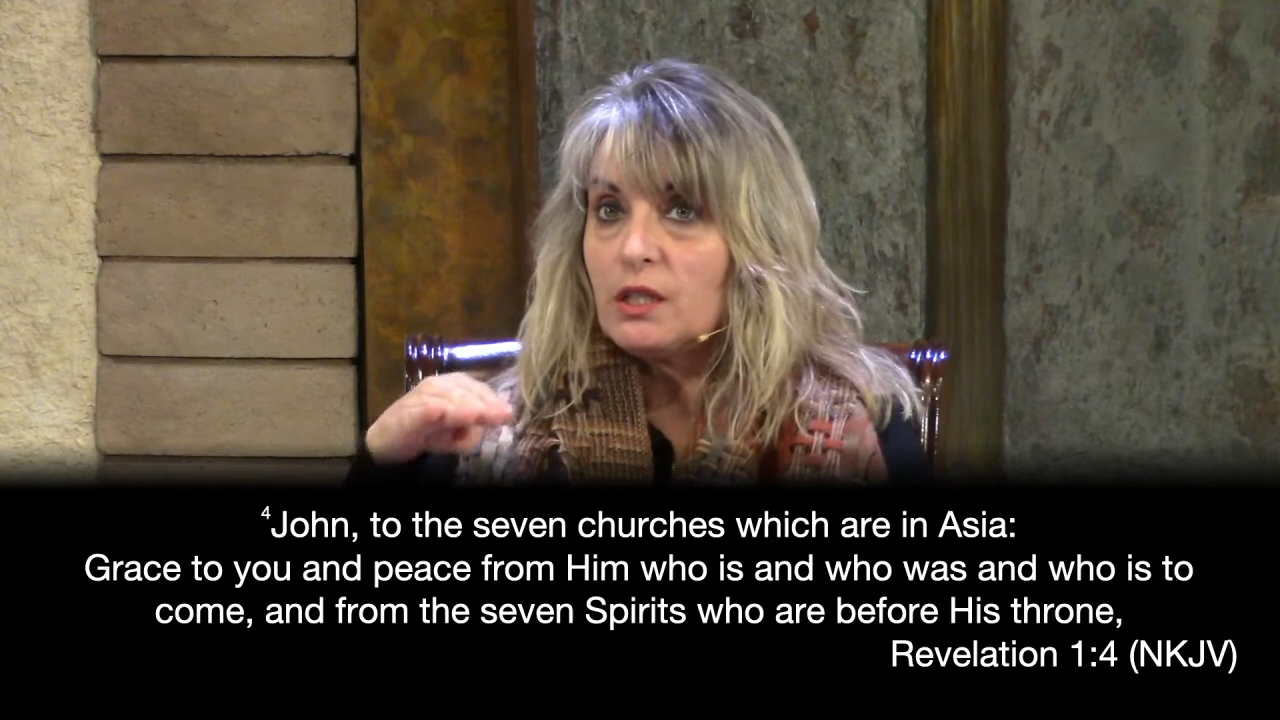 ⁴John, to the seven churches which are in Asia:
Grace to you and peace from Him who is and who was and who is to
come, and from the seven Spirits who are before His throne,
Revelation 1:4 (NKJV)